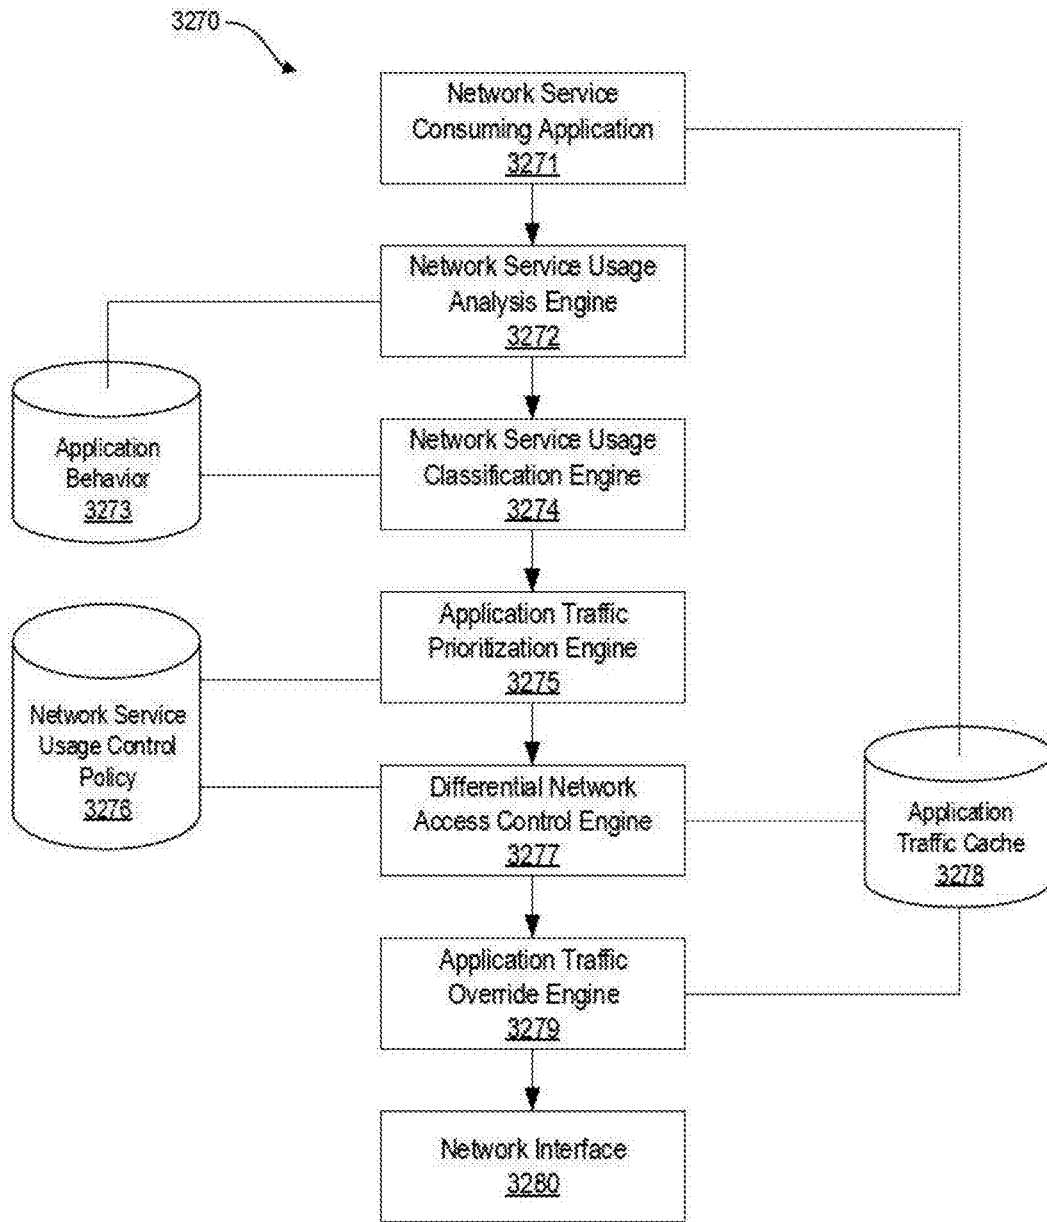 3270
Network Service
Consuming Application
3271
Network Service Usage
Analysis Engine
3272
Application
Behavior
3273
Network Service Usage
Classification Engine
3274
Application Traffic
Prioritization Engine
3275
Network Service
Usage Control
Policy
3276
Differential Network
Access Control Engine
3277
Application
Traffic Cache
3278
Application Traffic
Override Engine
3279
Network Interface
3280